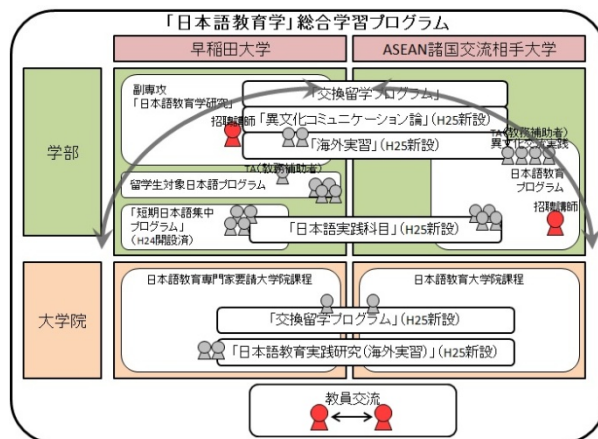 「日本語教育学」総合学習プログラム
早稲田大学
ASEAN諸国交流相手大学
学部
副専攻
「日本語教育学研究」
招聘講師
「交換留学プログラム」
「異文化コミュニケーション論」(H25新設)
「海外実習」(H25新設)
TA(教務補助者)
異文化交流実践
日本語教育
プログラム
招聘講師
TA(教務補助者)
留学生対象日本語プログラム
「短期日本語集中
プログラム」
(H24開設済)
「日本語実践科目」(H25新設)
大学院
日本語教育専門家要請大学院課程
日本語教育大学院課程
「交換留学プログラム」(H25新設)
「日本語教育実践研究(海外実習)」(H25新設)
教員交流